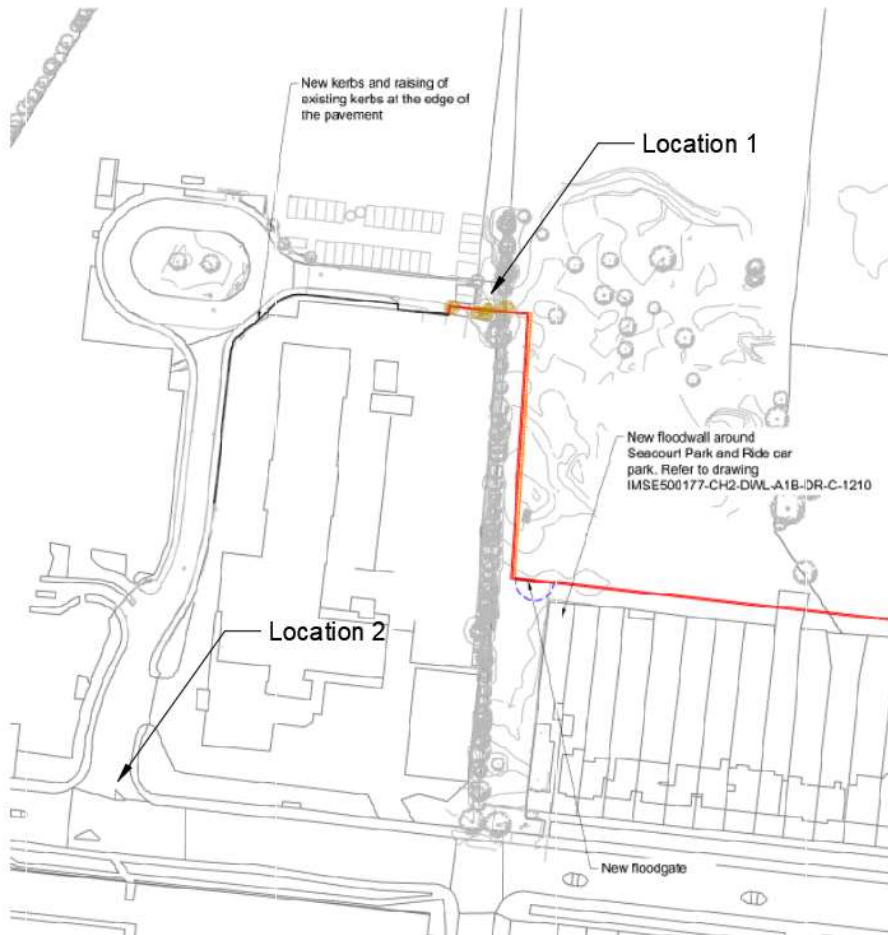 New kerbs and raising of
existing kerbs at the edge of
the pavement
Location 1
New floodwall around
Seacourt Park and Ride car
park. Refer to drawing
IMSE500177-CH2-DWL-A1B-DR-C-1210
Location 2
New floodgate